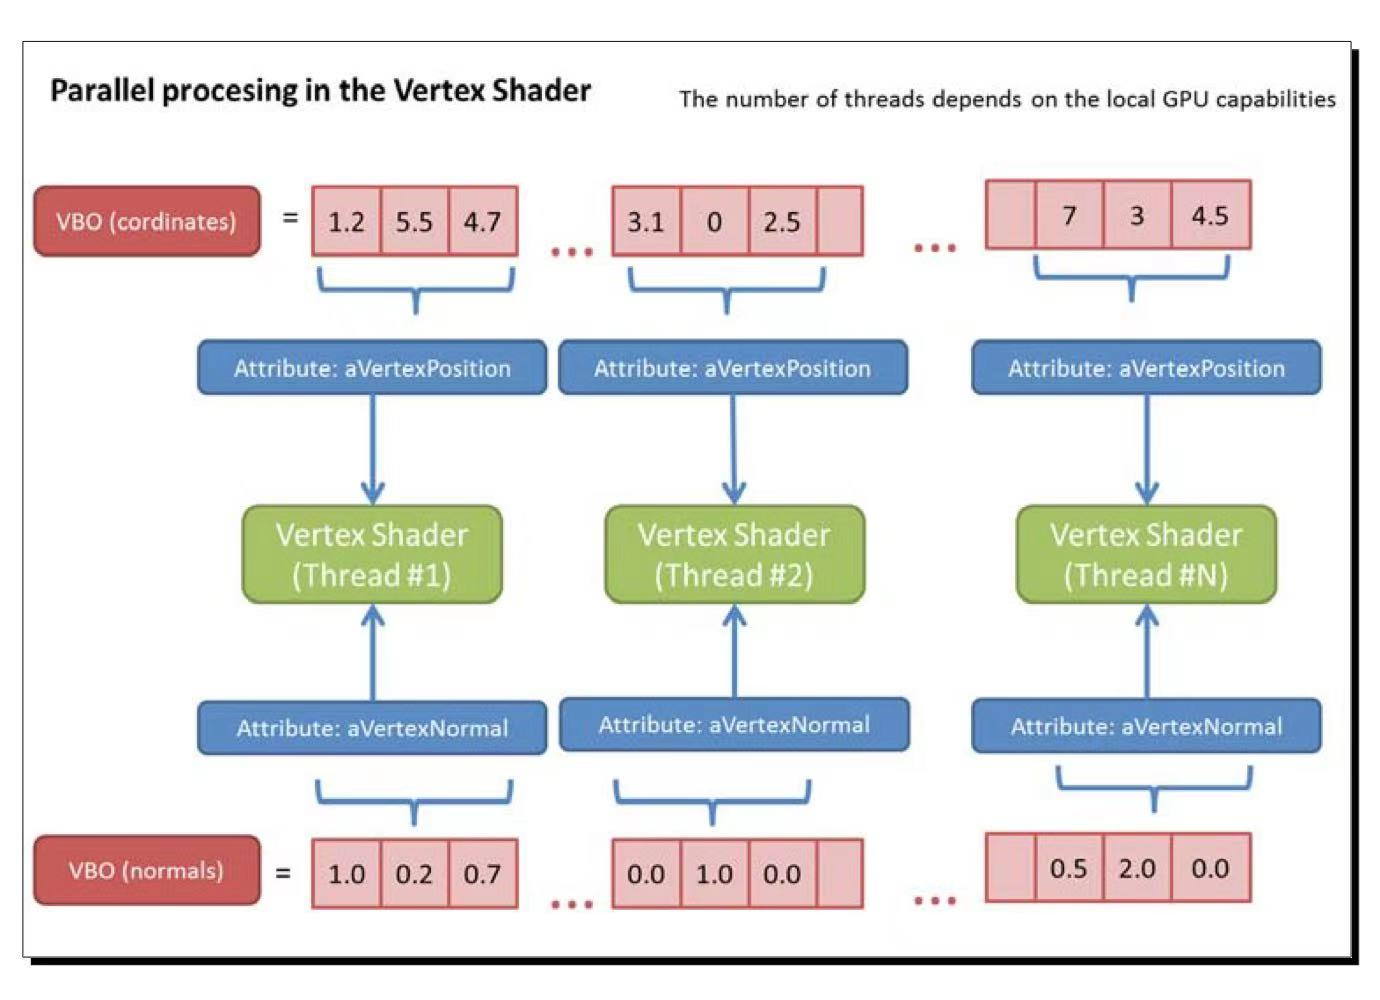 Parallel procesing in the Vertex Shader
The number of threads depends on the local GPU capabilities
VBO (cordinates)
=
1.2 5.5 4.7
...
3.1 0 2.5
...
7 3 4.5
Attribute: aVertexPosition
Attribute: aVertexPosition
Attribute: aVertexPosition
Vertex Shader
(Thread #1)
Vertex Shader
(Thread #2)
Vertex Shader
(Thread #N)
Attribute: aVertexNormal
Attribute: aVertexNormal
Attribute: aVertexNormal
VBO (normals)
=
1.0 0.2 0.7
...
0.0 1.0 0.0
...
0.5 2.0 0.0